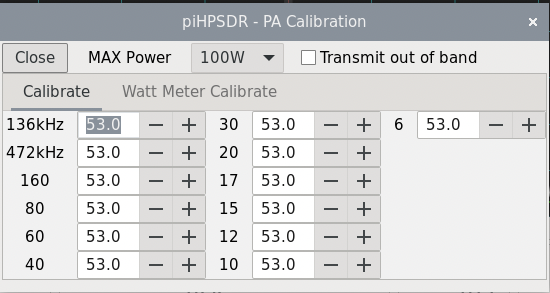 piHPSDR - PA Calibration ×
Close MAX Power 100W Transmit out of band
Calibrate Watt Meter Calibrate
136kHz 53.0 − + 30 53.0 − + 6 53.0 − +
472kHz 53.0 − + 20 53.0 − +
160 53.0 − + 17 53.0 − +
80 53.0 − + 15 53.0 − +
60 53.0 − + 12 53.0 − +
40 53.0 − + 10 53.0 − +